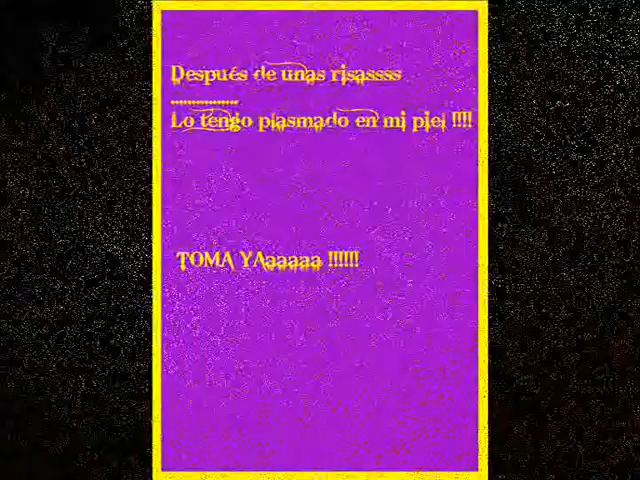 Después de unas risassss
................
Lo tengo plasmado en mi piel !!!!
TOMA YAaaaaa !!!!!!